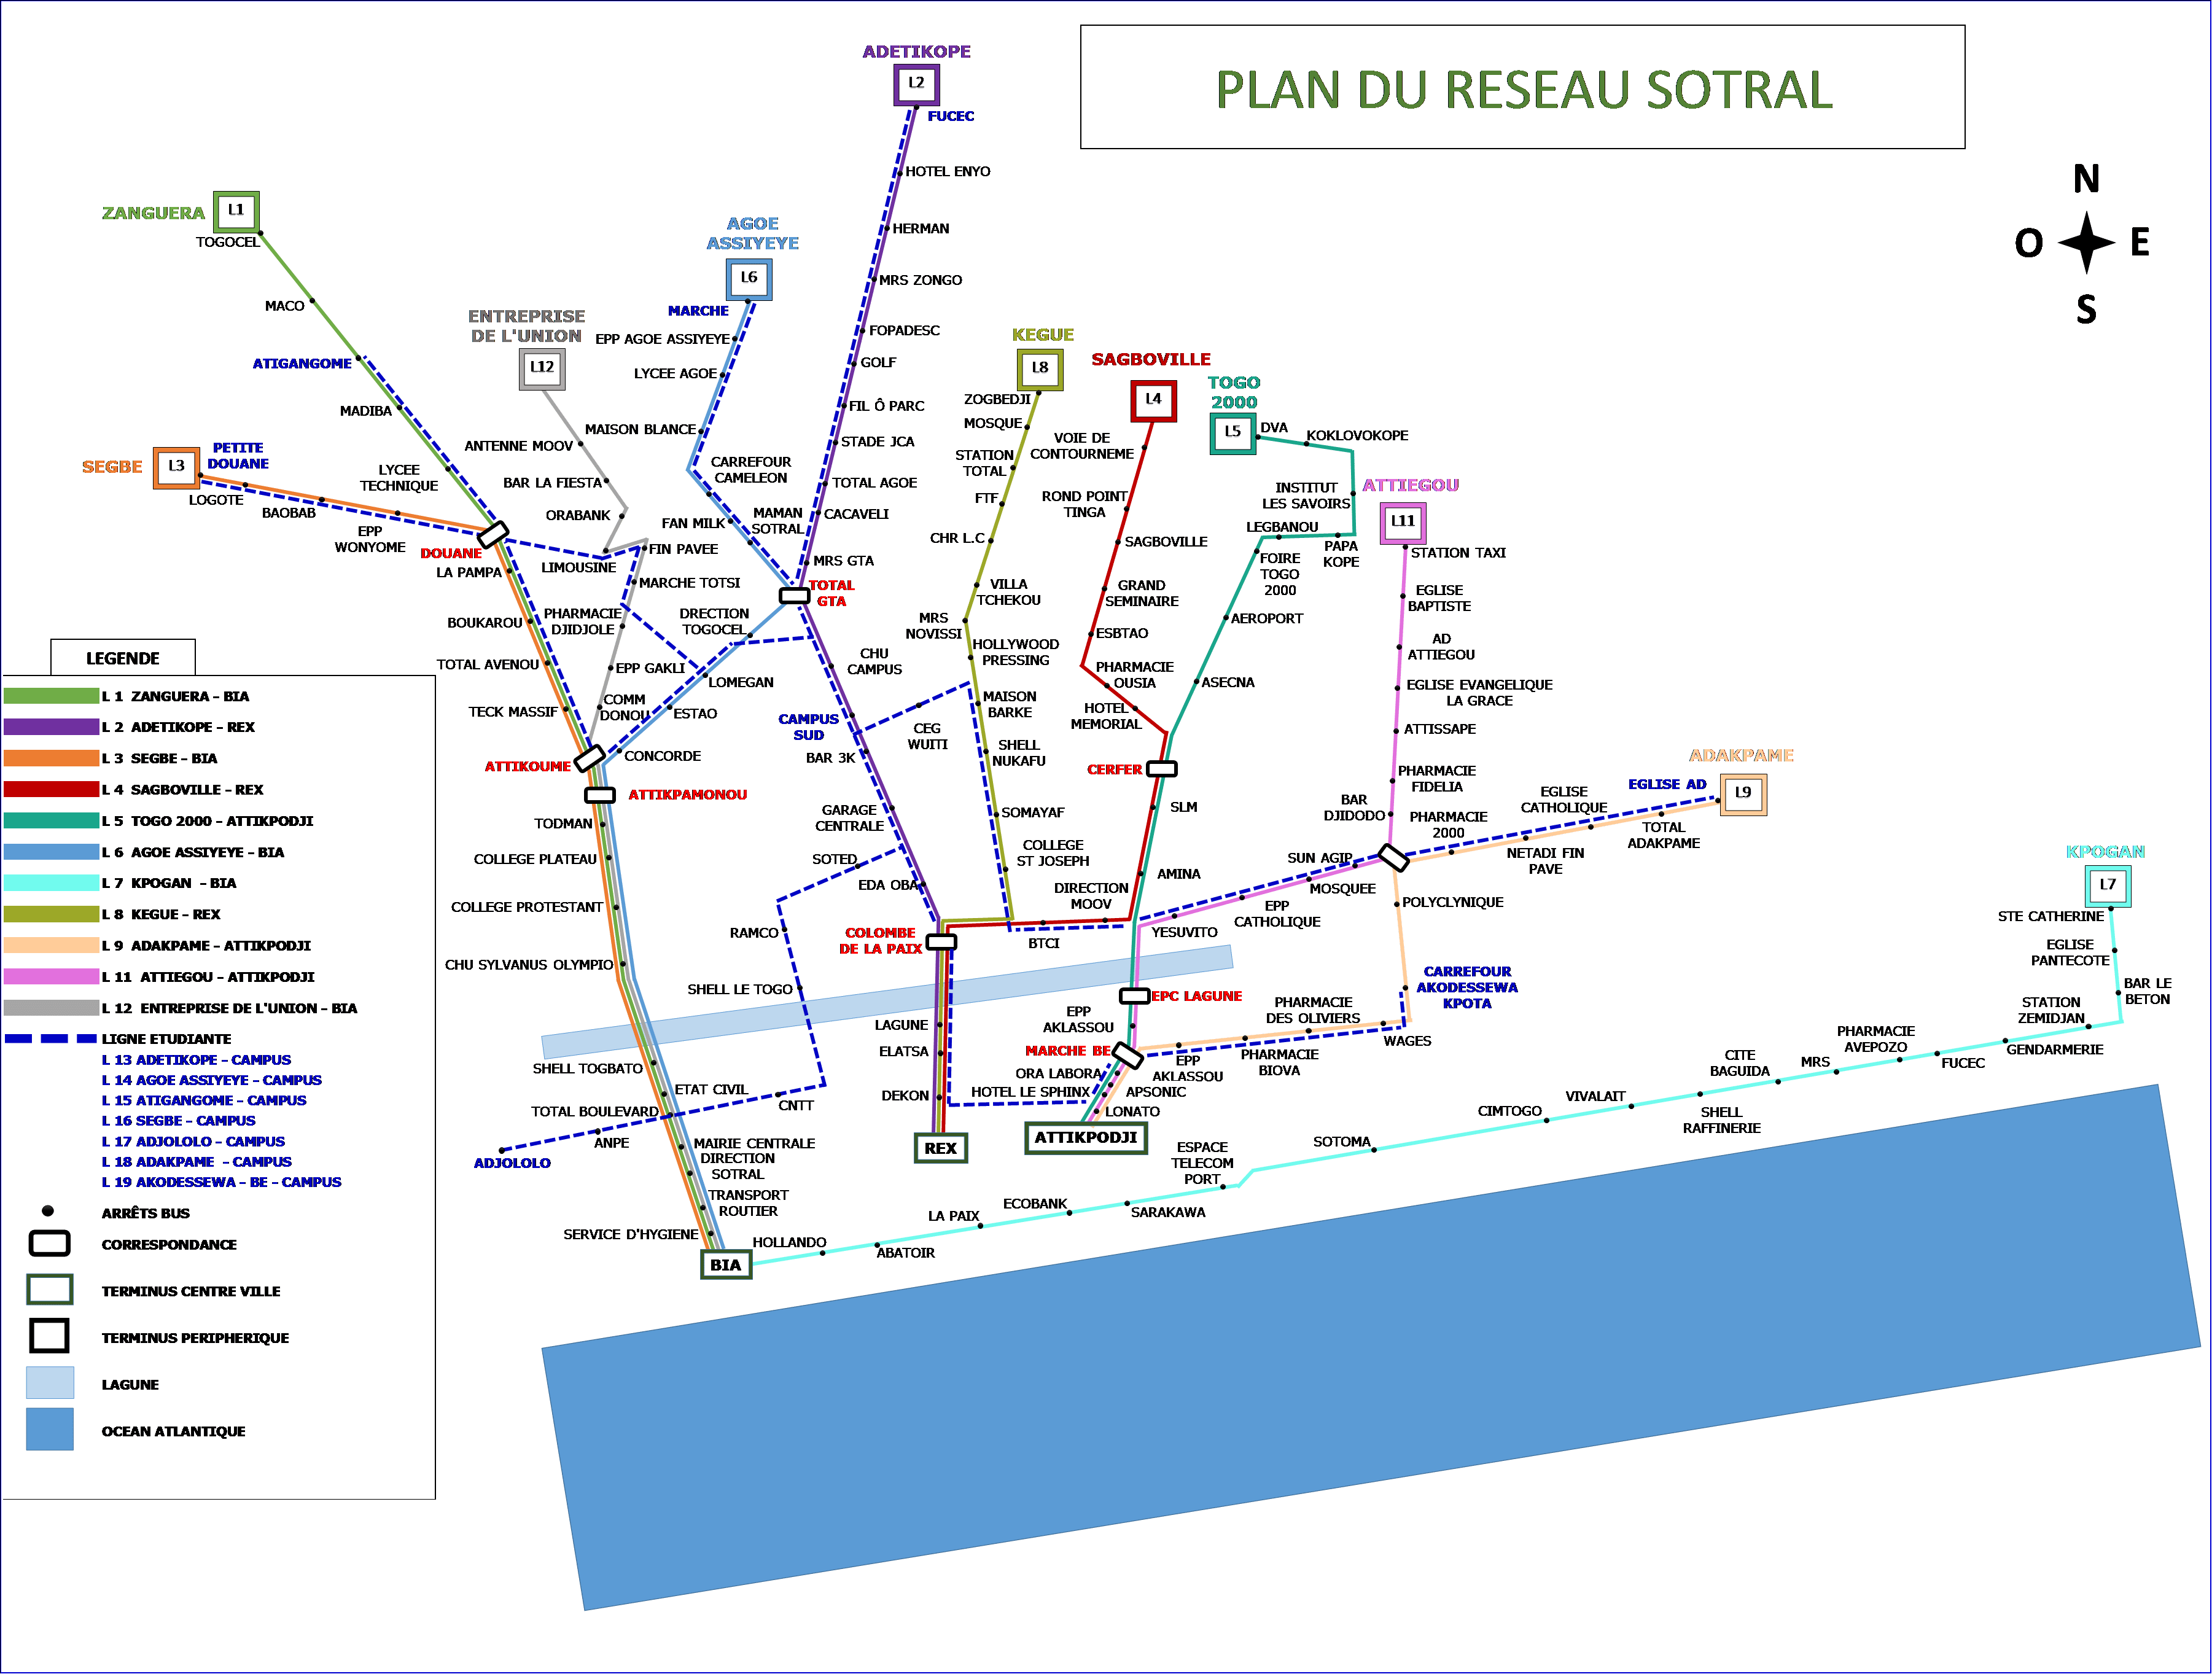 PLAN DU RESEAU SOTRAL
N
O
E
S
ADETIKOPE
L2
FUCEC
HOTEL ENYO
HERMAN
MRS ZONGO
FOPADESC
GOLF
FIL Ô PARC
STADE JCA
TOTAL AGOE
CACAVELI
MRS GTA
TOTAL
GTA
CHU
CAMPUS
CAMPUS
SUD
BAR 3K
GARAGE
CENTRALE
EDA OBA
COLOMBE
DE LA PAIX
LAGUNE
ELATSA
DEKON
REX
ZANGUERA
L1
TOGOCEL
MACO
ATIGANGOME
MADIBA
LYCEE
TECHNIQUE
SEGBE
L3
PETITE
DOUANE
LOGOTE
BAOBAB
EPP
WONYOME
DOUANE
LA PAMPA
BOUKAROU
TOTAL AVENOU
TECK MASSIF
ATTIKOUME
ATTIKPAMONOU
TODMAN
COLLEGE PLATEAU
COLLEGE PROTESTANT
CHU SYLVANUS OLYMPIO
SHELL TOGBATO
ETAT CIVIL
TOTAL BOULEVARD
MAIRIE CENTRALE
DIRECTION
SOTRAL
TRANSPORT
ROUTIER
SERVICE D'HYGIENE
BIA
ENTREPRISE
DE L'UNION
L12
ANTENNE MOOV
BAR LA FIESTA
ORABANK
LIMOUSINE
FIN PAVEE
MARCHE TOTSI
PHARMACIE
DJIDJOLE
EPP GAKLI
COMM
DONOU
AGOE
ASSIYEYE
L6
MARCHE
EPP AGOE ASSIYEYE
LYCEE AGOE
MAISON BLANCE
CARREFOUR
CAMELEON
FAN MILK
MAMAN
SOTRAL
DRECTION
TOGOCEL
LOMEGAN
ESTAO
CONCORDE
KEGUE
L8
ZOGBEDJI
MOSQUE
STATION
TOTAL
FTF
CHR L.C
VILLA
TCHEKOU
MRS
NOVISSI
HOLLYWOOD
PRESSING
MAISON
BARKE
CEG
WUITI
SHELL
NUKAFU
SOMAYAF
COLLEGE
ST JOSEPH
SAGBOVILLE
L4
VOIE DE
CONTOURNEME
ROND POINT
TINGA
SAGBOVILLE
GRAND
SEMINAIRE
ESBTAO
PHARMACIE
OUSIA
HOTEL
MEMORIAL
CERFER
SLM
AMINA
DIRECTION
MOOV
BTCI
TOGO
2000
L5
DVA
KOKLOVOKOPE
INSTITUT
LES SAVOIRS
LEGBANOU
PAPA
KOPE
FOIRE
TOGO
2000
AEROPORT
ASECNA
ATTIEGOU
L11
STATION TAXI
EGLISE
BAPTISTE
AD
ATTIEGOU
EGLISE EVANGELIQUE
LA GRACE
ATTISSAPE
PHARMACIE
FIDELIA
BAR
DJIDODO
SUN AGIP
MOSQUEE
EPP
CATHOLIQUE
YESUVITO
ADAKPAME
L9
EGLISE AD
TOTAL
ADAKPAME
EGLISE
CATHOLIQUE
NETADI FIN
PAVE
PHARMACIE
2000
POLYCLYNIQUE
CARREFOUR
AKODESSEWA
KPOTA
WAGES
PHARMACIE
DES OLIVIERS
PHARMACIE
BIOVA
EPP
AKLASSOU
EPC LAGUNE
EPP
AKLASSOU
MARCHE BE
ORA LABORA
HOTEL LE SPHINX
APSONIC
LONATO
ATTIKPODJI
SOTED
RAMCO
SHELL LE TOGO
CNTT
ANPE
ADJOLOLO
KPOGAN
L7
STE CATHERINE
EGLISE
PANTECOTE
BAR LE
BETON
STATION
ZEMIDJAN
GENDARMERIE
FUCEC
PHARMACIE
AVEPOZO
MRS
CITE
BAGUIDA
SHELL
RAFFINERIE
VIVALAIT
CIMTOGO
SOTOMA
ESPACE
TELECOM
PORT
SARAKAWA
ECOBANK
LA PAIX
ABATOIR
HOLLANDO
LEGENDE
L 1 ZANGUERA – BIA
L 2 ADETIKOPE – REX
L 3 SEGBE – BIA
L 4 SAGBOVILLE – REX
L 5 TOGO 2000 – ATTIKPODJI
L 6 AGOE ASSIYEYE – BIA
L 7 KPOGAN – BIA
L 8 KEGUE – REX
L 9 ADAKPAME – ATTIKPODJI
L 11 ATTIEGOU – ATTIKPODJI
L 12 ENTREPRISE DE L'UNION – BIA
LIGNE ETUDIANTE
L 13 ADETIKOPE – CAMPUS
L 14 AGOE ASSIYEYE – CAMPUS
L 15 ATIGANGOME – CAMPUS
L 16 SEGBE – CAMPUS
L 17 ADJOLOLO – CAMPUS
L 18 ADAKPAME – CAMPUS
L 19 AKODESSEWA – BE – CAMPUS
ARRÊTS BUS
CORRESPONDANCE
TERMINUS CENTRE VILLE
TERMINUS PERIPHERIQUE
LAGUNE
OCEAN ATLANTIQUE